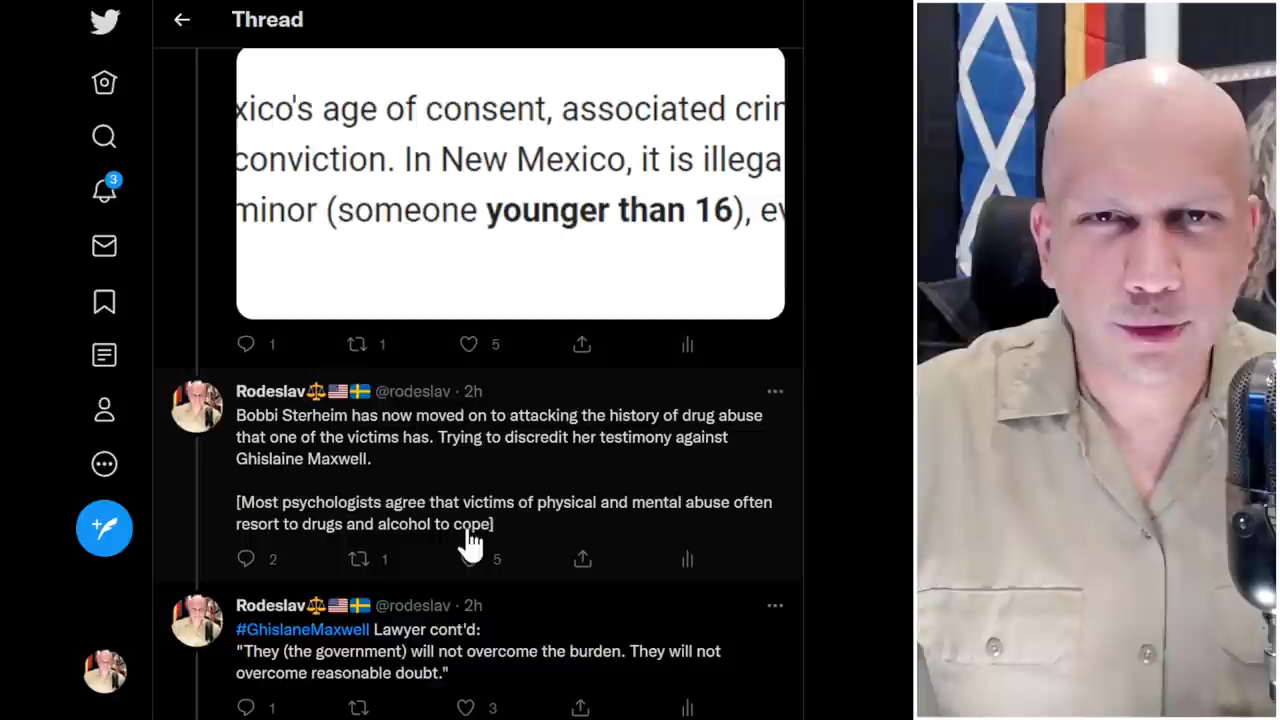 Thread
xico's age of consent, associated crin
conviction. In New Mexico, it is illega
minor (someone younger than 16), ev
3
1
1
5
Rodeslav @rodeslav · 2h
Bobbi Sterheim has now moved on to attacking the history of drug abuse
that one of the victims has. Trying to discredit her testimony against
Ghislaine Maxwell.
[Most psychologists agree that victims of physical and mental abuse often
resort to drugs and alcohol to cope]
2
1
5
Rodeslav @rodeslav · 2h
#GhislaneMaxwell Lawyer cont'd:
"They (the government) will not overcome the burden. They will not
overcome reasonable doubt."
1
3